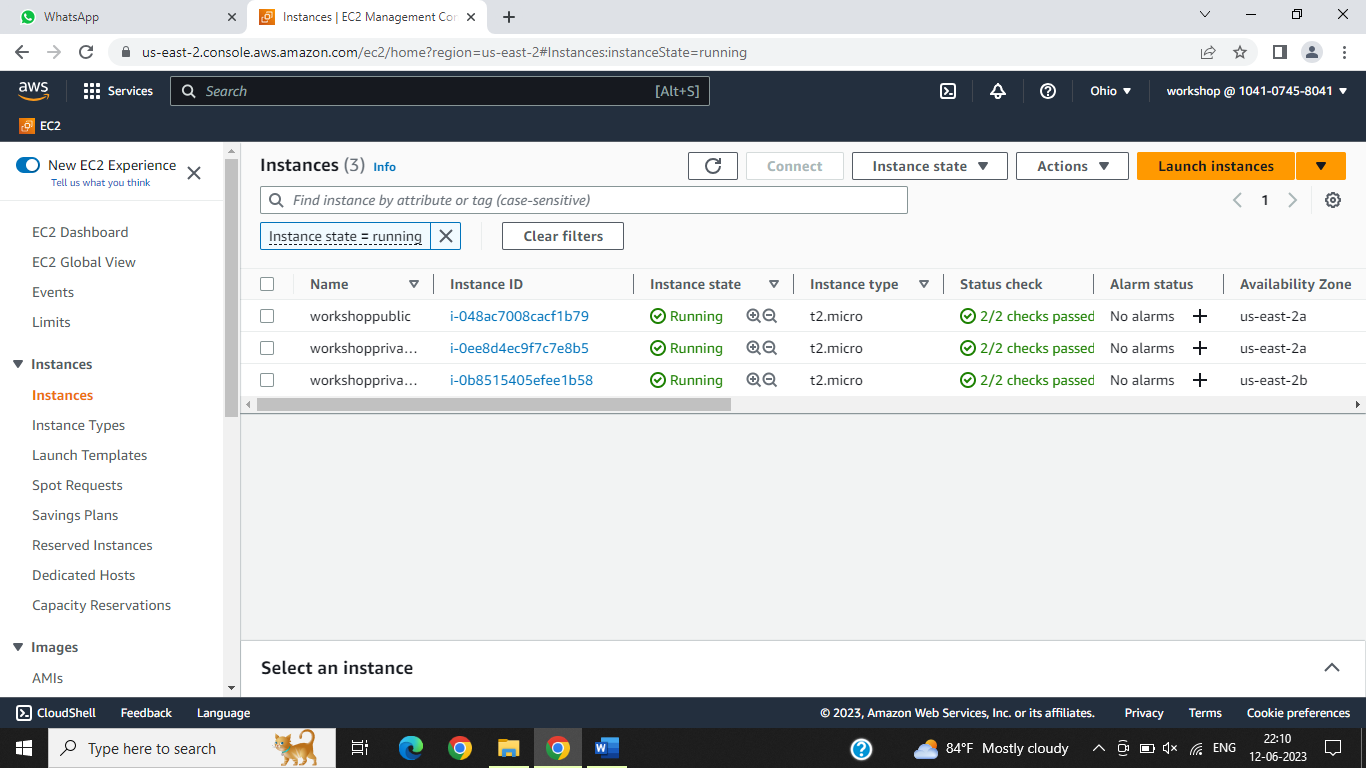 WhatsApp
Instances | EC2 Management Con
us-east-2.console.aws.amazon.com/ec2/home?region=us-east-2#Instances:instanceState=running
aws
Services
Search
[Alt+S]
Ohio
workshop @ 1041-0745-8041
EC2
New EC2 Experience
Tell us what you think
EC2 Dashboard
EC2 Global View
Events
Limits
Instances
Instances
Instance Types
Launch Templates
Spot Requests
Savings Plans
Reserved Instances
Dedicated Hosts
Capacity Reservations
Images
AMIs
Instances (3) Info
Connect
Instance state
Actions
Launch instances
Find instance by attribute or tag (case-sensitive)
1
Instance state = running
Clear filters
Name Instance ID Instance state Instance type Status check Alarm status Availability Zone
workshoppublic i-048ac7008cacf1b79 Running t2.micro 2/2 checks passed No alarms us-east-2a
workshoppriva... i-0ee8d4ec9f7c7e8b5 Running t2.micro 2/2 checks passed No alarms us-east-2a
workshoppriva... i-0b8515405efee1b58 Running t2.micro 2/2 checks passed No alarms us-east-2b
Select an instance
CloudShell Feedback Language
© 2023, Amazon Web Services, Inc. or its affiliates. Privacy Terms Cookie preferences
Type here to search
84°F Mostly cloudy
ENG
22:10
12-06-2023